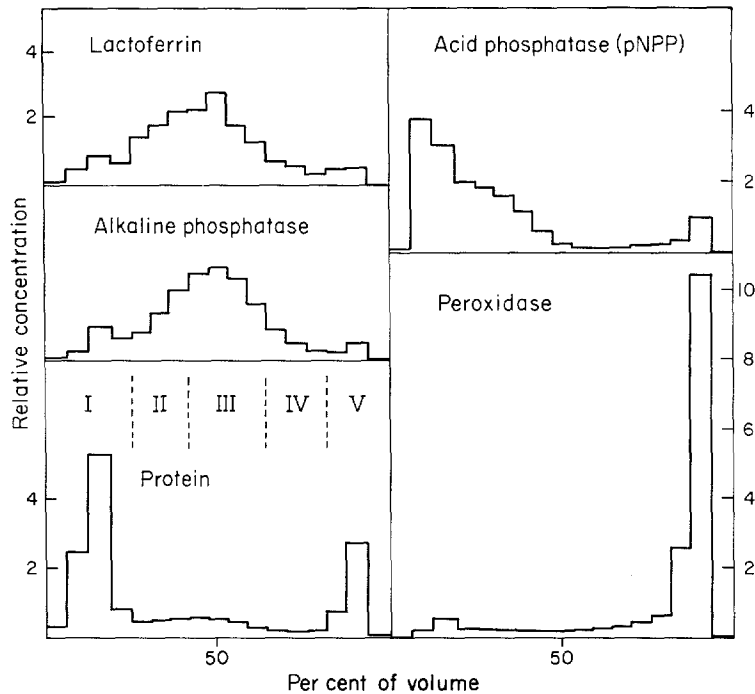 Lactoferrin
4
2
Alkaline phosphatase
I II III IV V
Protein
4
2
50
Relative concentration
Acid phosphatase (pNPP)
4
2
Peroxidase
10
8
6
4
2
50
Per cent of volume